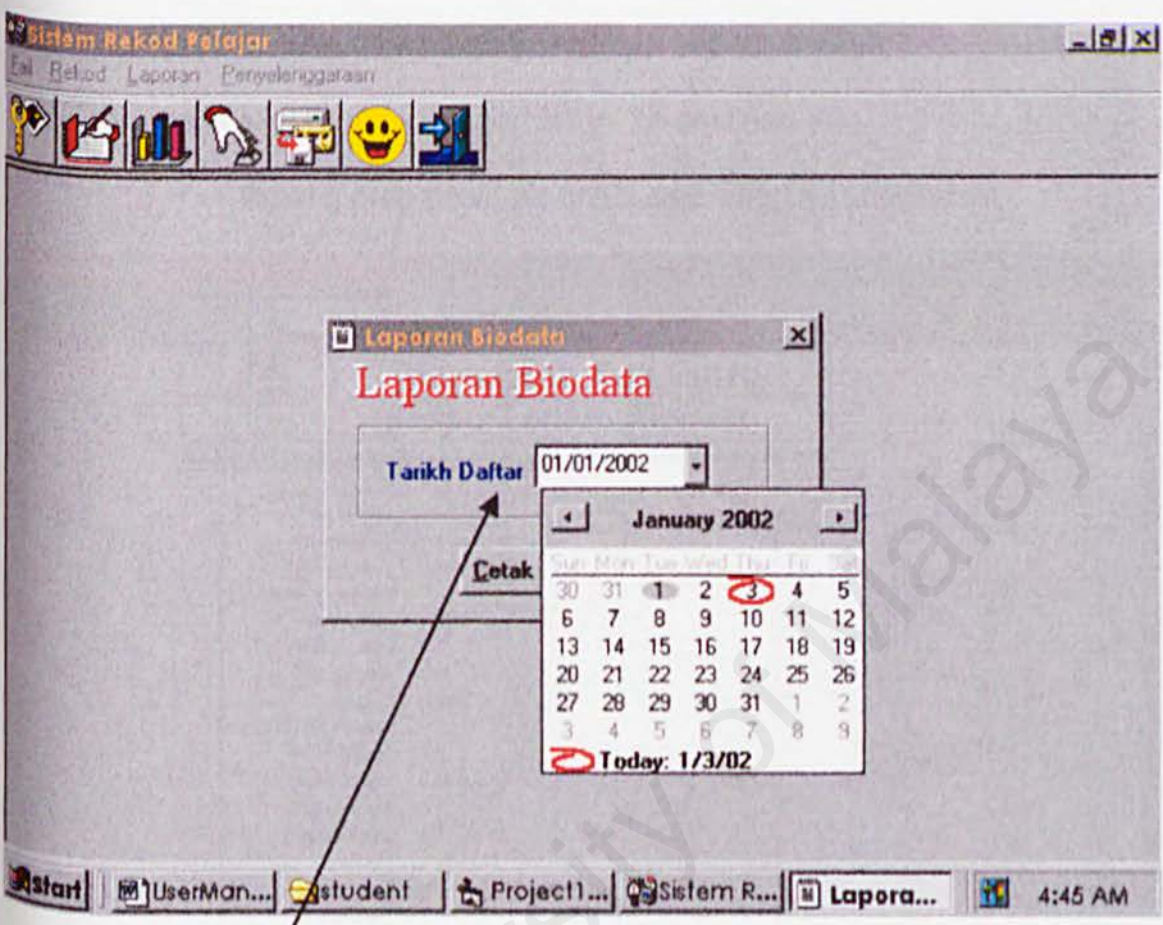 Sistem Rekod Pelajar
Fail Rekod Laporan Penyelenggaraan
Laporan Biodata
Laporan Biodata
Tarikh Daftar 01/01/2002
January 2002
Cetak
Sun Mon Tue Wed Thu Fri Sat
30 31 1 2 3 4 5
6 7 8 9 10 11 12
13 14 15 16 17 18 19
20 21 22 23 24 25 26
27 28 29 30 31 1 2
3 4 5 6 7 8 9
Today: 1/3/02
Start UserMan... student Project1... Sistem R... Lapora... 4:45 AM
University of Malaya